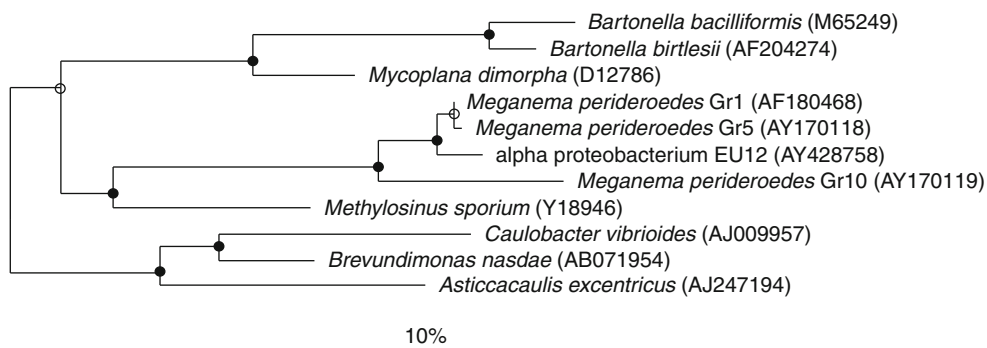 Bartonella bacilliformis (M65249)
Bartonella birtlesii (AF204274)
Mycoplana dimorpha (D12786)
Meganema perideroedes Gr1 (AF180468)
Meganema perideroedes Gr5 (AY170118)
alpha proteobacterium EU12 (AY428758)
Meganema perideroedes Gr10 (AY170119)
Methylosinus sporium (Y18946)
Caulobacter vibrioides (AJ009957)
Brevundimonas nasdae (AB071954)
Asticcacaulis excentricus (AJ247194)
10%